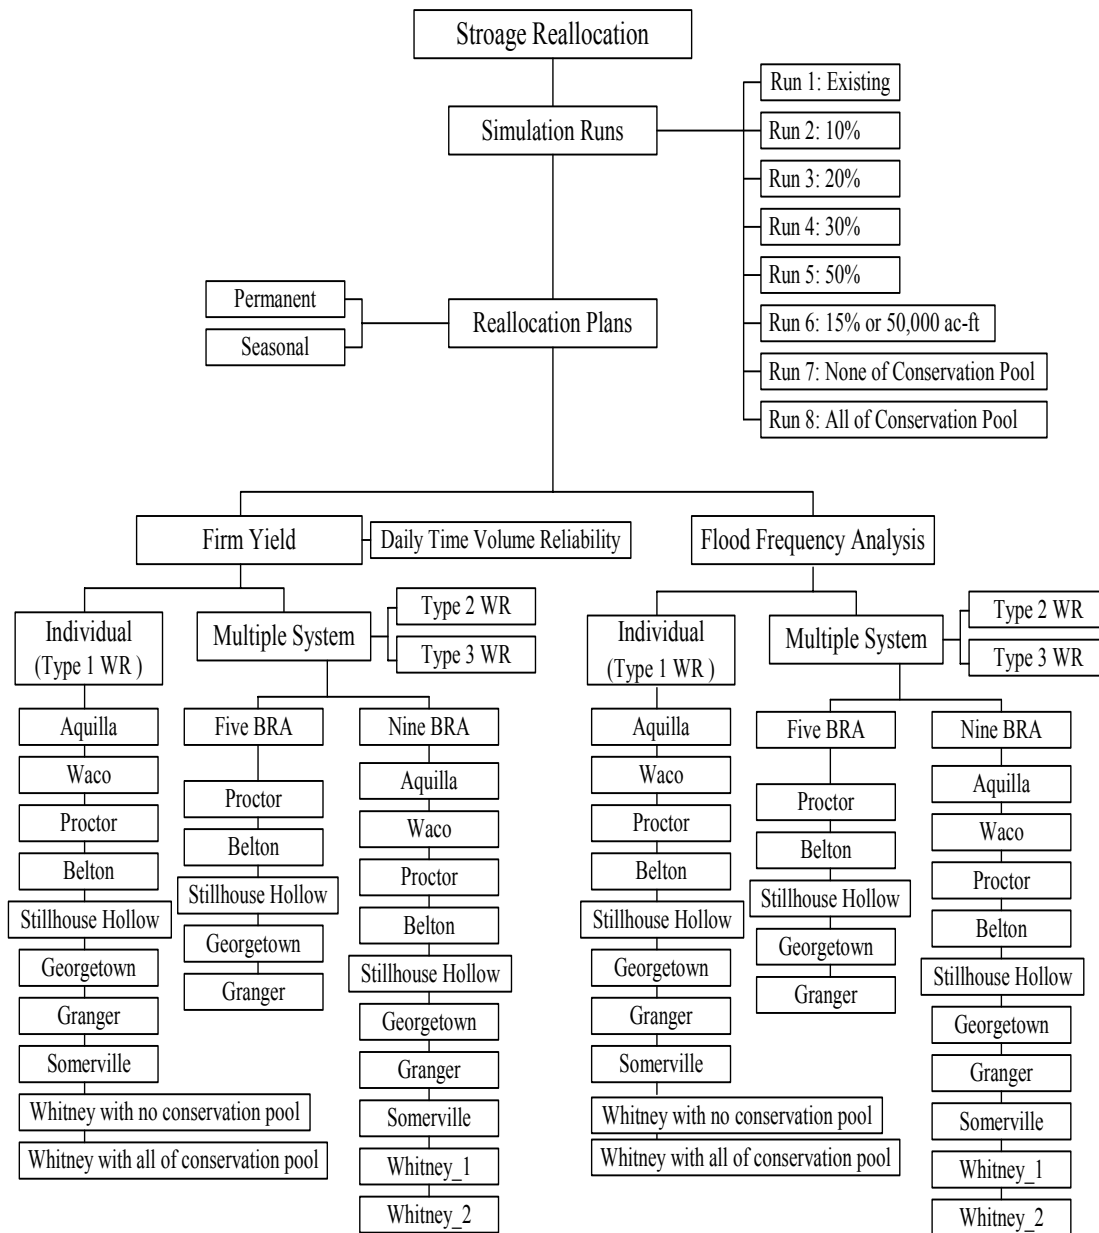 Stroage Reallocation
Simulation Runs
Run 1: Existing
Run 2: 10%
Run 3: 20%
Run 4: 30%
Run 5: 50%
Run 6: 15% or 50,000 ac-ft
Run 7: None of Conservation Pool
Run 8: All of Conservation Pool
Permanent
Seasonal
Reallocation Plans
Firm Yield
Daily Time Volume Reliability
Individual
(Type 1 WR )
Multiple System
Type 2 WR
Type 3 WR
Aquilla
Waco
Proctor
Belton
Stillhouse Hollow
Georgetown
Granger
Somerville
Whitney with no conservation pool
Whitney with all of conservation pool
Five BRA
Proctor
Belton
Stillhouse Hollow
Georgetown
Granger
Nine BRA
Aquilla
Waco
Proctor
Belton
Stillhouse Hollow
Georgetown
Granger
Somerville
Whitney_1
Whitney_2
Flood Frequency Analysis
Individual
(Type 1 WR )
Multiple System
Type 2 WR
Type 3 WR
Aquilla
Waco
Proctor
Belton
Stillhouse Hollow
Georgetown
Granger
Somerville
Whitney with no conservation pool
Whitney with all of conservation pool
Five BRA
Proctor
Belton
Stillhouse Hollow
Georgetown
Granger
Nine BRA
Aquilla
Waco
Proctor
Belton
Stillhouse Hollow
Georgetown
Granger
Somerville
Whitney_1
Whitney_2